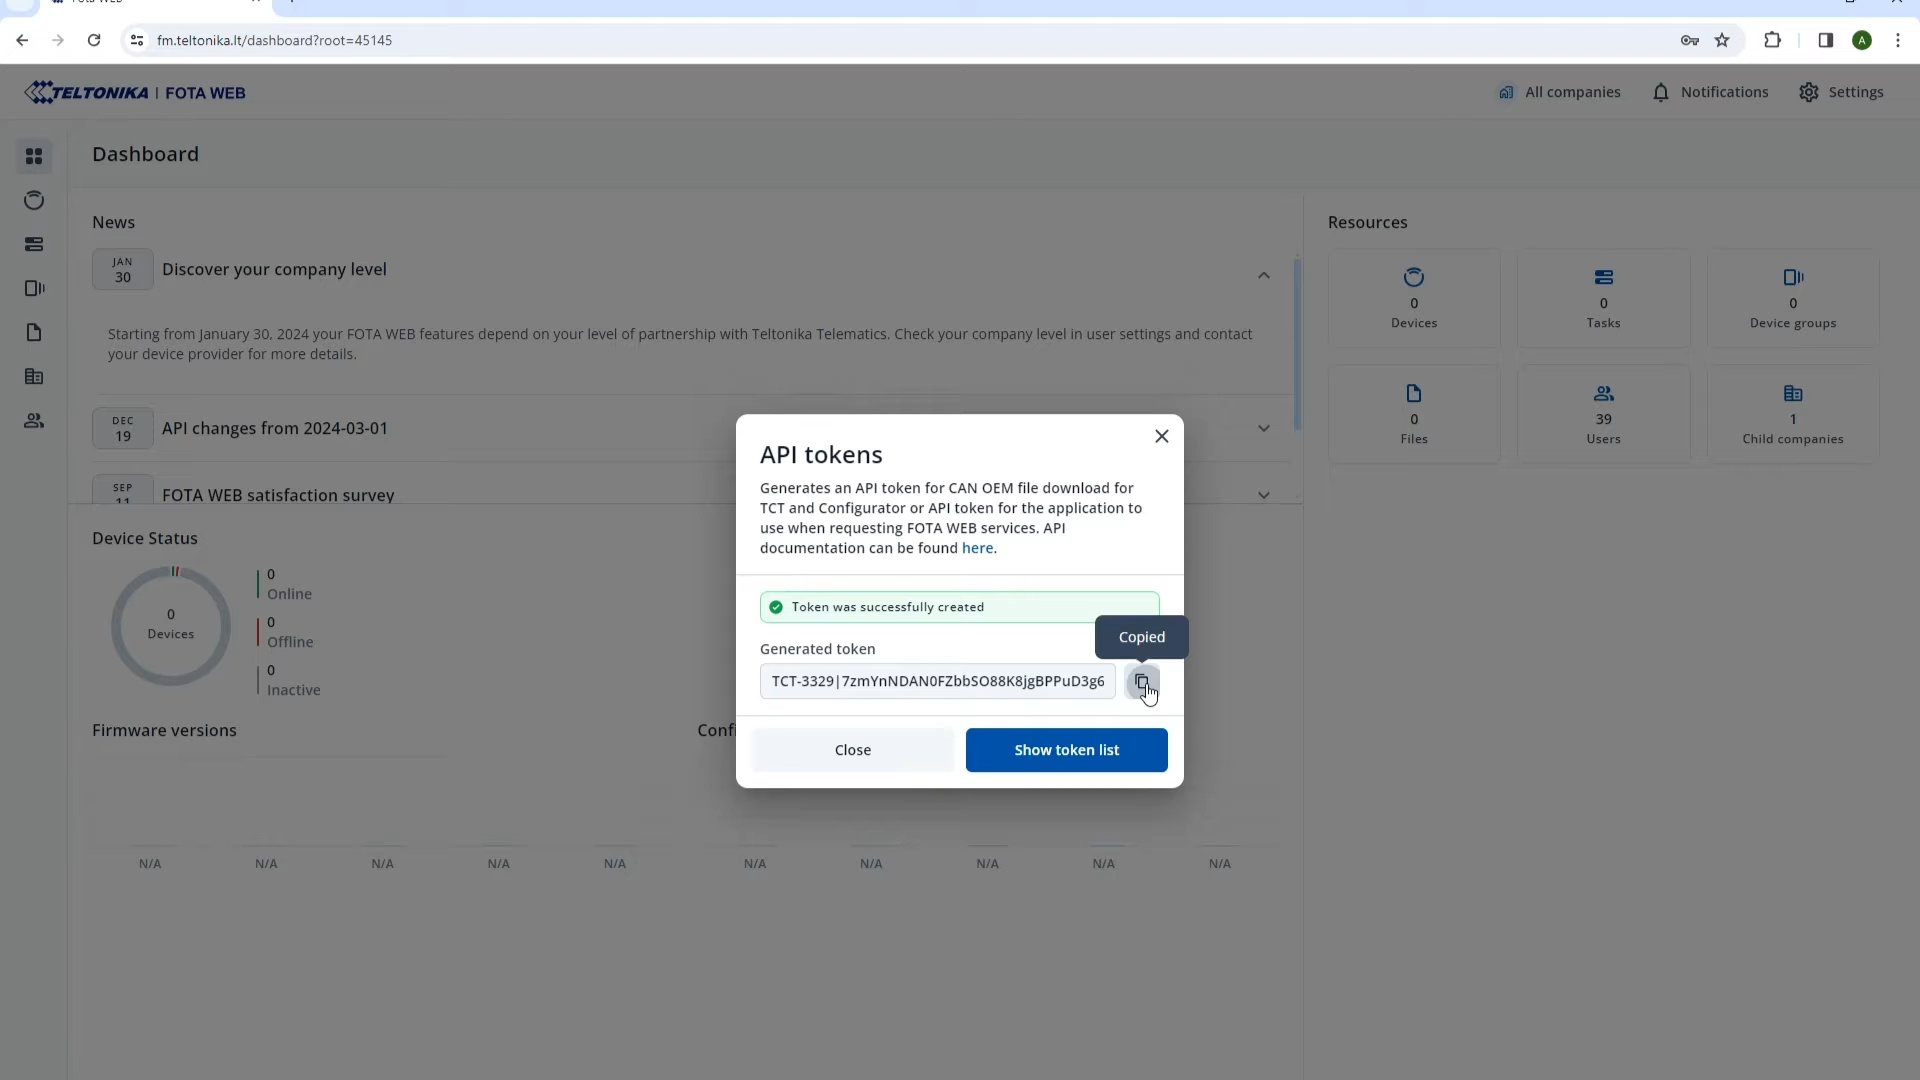 fm.teltonika.lt/dashboard?root=45145
A
TELTONIKA | FOTA WEB
All companies
Notifications
Settings
Dashboard
News
JAN
30
Discover your company level
Starting from January 30, 2024 your FOTA WEB features depend on your level of partnership with Teltonika Telematics. Check your company level in user settings and contact
your device provider for more details.
DEC
19
API changes from 2024-03-01
SEP
11
FOTA WEB satisfaction survey
Resources
0
Devices
0
Tasks
0
Device groups
0
Files
39
Users
1
Child companies
Device Status
0
Devices
0
Online
0
Offline
0
Inactive
Firmware versions
Confi
N/A
N/A
N/A
N/A
N/A
N/A
N/A
N/A
N/A
N/A
API tokens
Generates an API token for CAN OEM file download for
TCT and Configurator or API token for the application to
use when requesting FOTA WEB services. API
documentation can be found here.
Token was successfully created
Copied
Generated token
TCT-3329|7zmYnNDAN0FZbbSO88K8jgBPPuD3g6
Close
Show token list